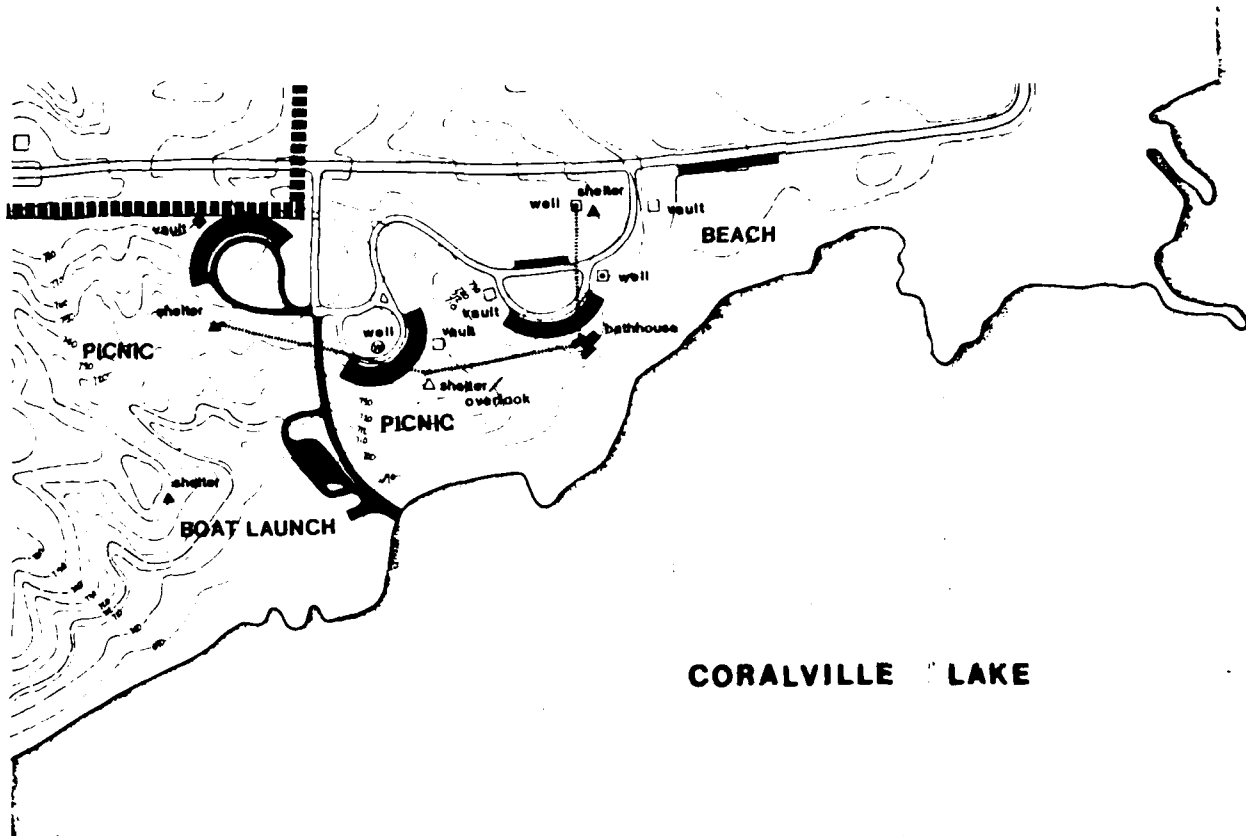 shelter
well
vault
vault
BEACH
well
vault
bathhouse
shelter
well
vault
PICNIC
shelter /
overlook
PICNIC
shelter
BOAT LAUNCH
CORALVILLE LAKE